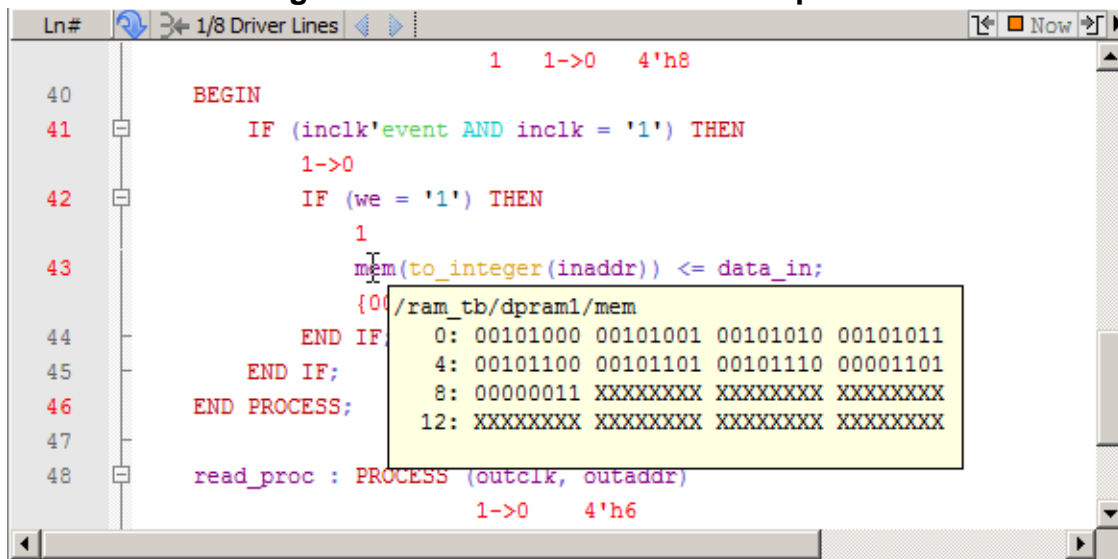 Ln# 1/8 Driver Lines Now
1 1->0 4'h8
40 BEGIN
41 IF (inclk'event AND inclk = '1') THEN
1->0
42 IF (we = '1') THEN
1
43 mem(to_integer(inaddr)) <= data_in;
{00
/ram_tb/dpram1/mem
0: 00101000 00101001 00101010 00101011
4: 00101100 00101101 00101110 00001101
8: 00000011 XXXXXXXX XXXXXXXX XXXXXXXX
12: XXXXXXXX XXXXXXXX XXXXXXXX XXXXXXXX
44 END IF;
45 END IF;
46 END PROCESS;
47
48 read_proc : PROCESS (outclk, outaddr)
1->0 4'h6